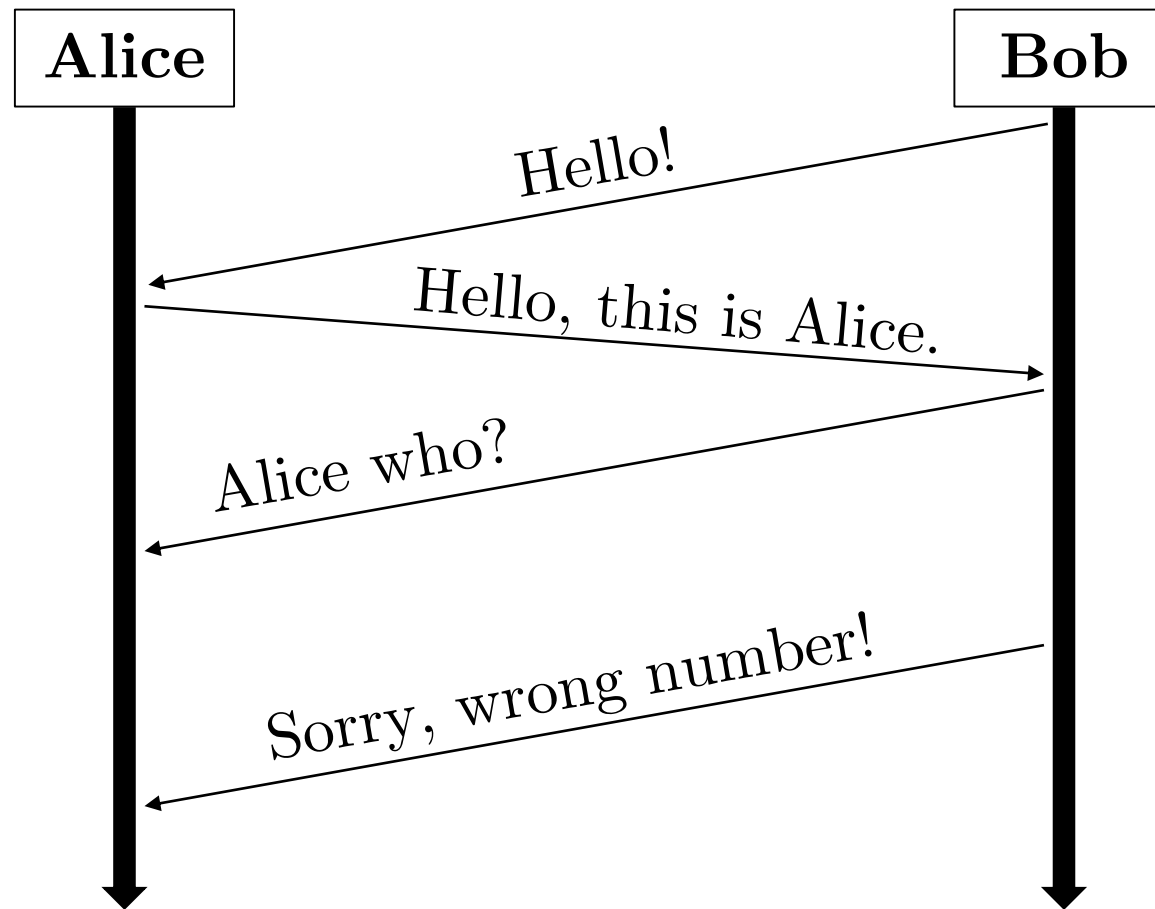 Alice
Bob
Hello!
Hello, this is Alice.
Alice who?
Sorry, wrong number!